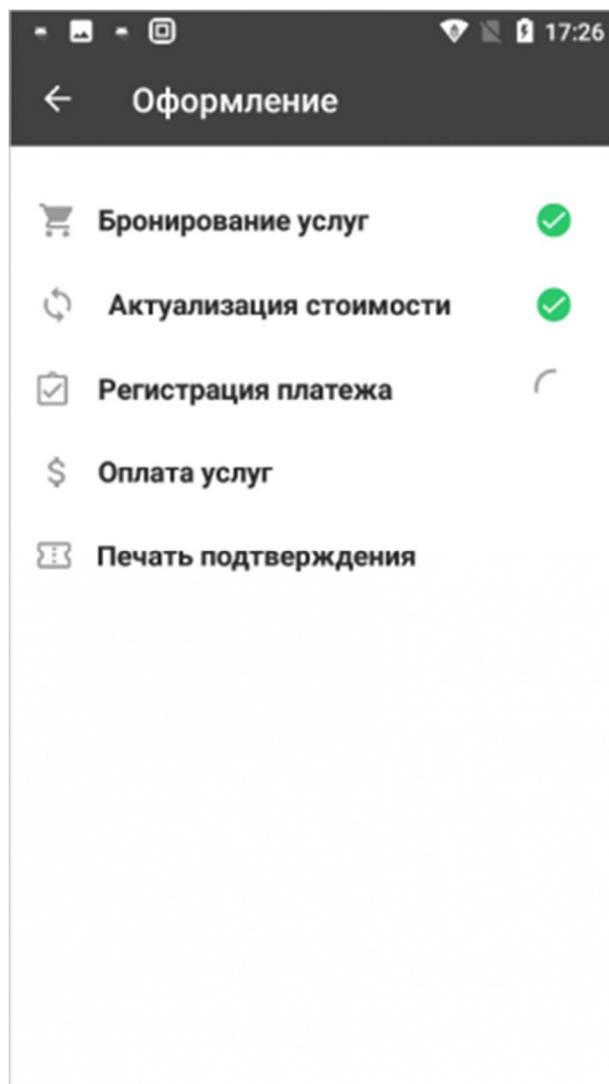 17:26
Оформление
Бронирование услуг
Актуализация стоимости
Регистрация платежа
Оплата услуг
Печать подтверждения